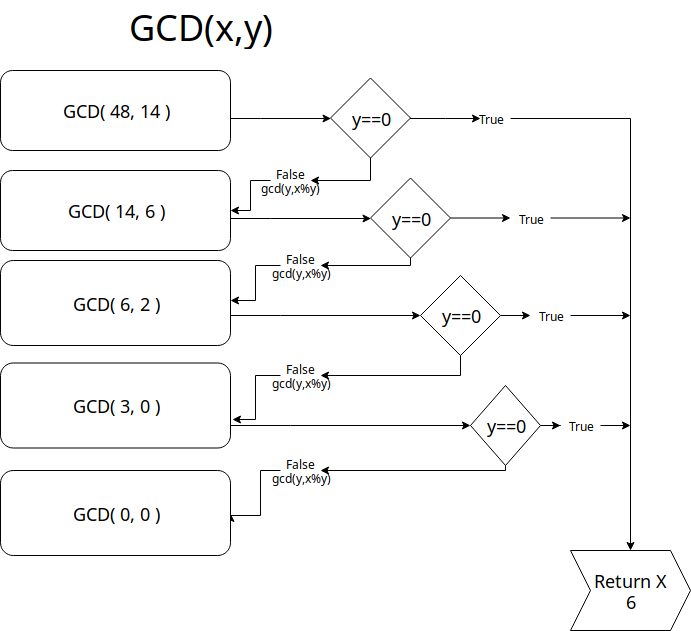 GCD(x,y)
GCD( 48, 14 )
y==0
True
False
gcd(y,x%y)
GCD( 14, 6 )
y==0
True
False
gcd(y,x%y)
GCD( 6, 2 )
y==0
True
False
gcd(y,x%y)
GCD( 3, 0 )
y==0
True
False
gcd(y,x%y)
GCD( 0, 0 )
Return X
6